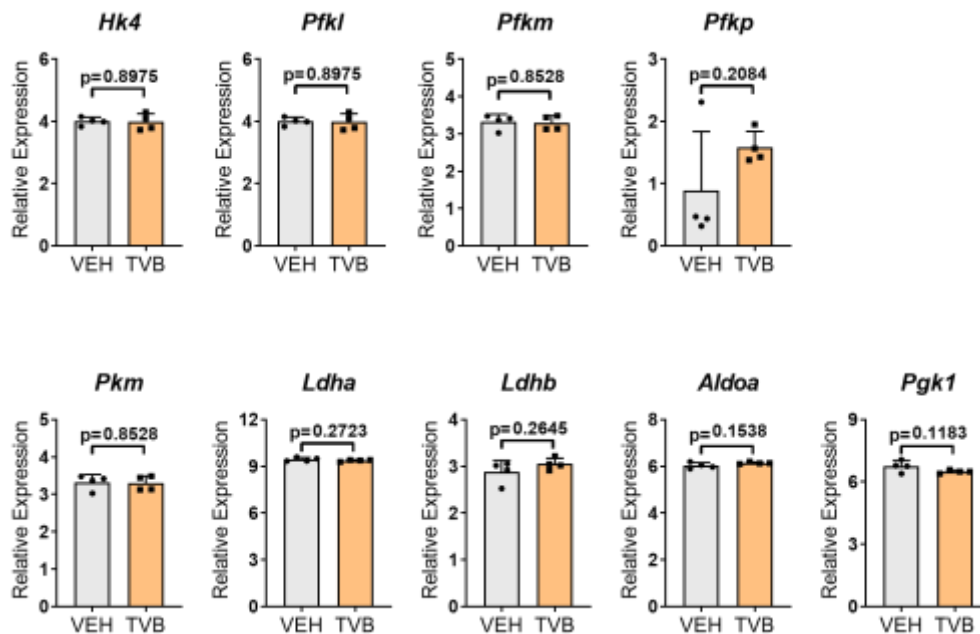 Hk4
Pfkl
Pfkm
Pfkp
Relative Expression
6
4
2
0
p=0.8975
VEH TVB
Relative Expression
6
4
2
0
p=0.8975
VEH TVB
Relative Expression
5
4
3
2
1
0
p=0.8528
VEH TVB
Relative Expression
3
2
1
0
p=0.2084
VEH TVB
Pkm
Ldha
Ldhb
Aldoa
Pgk1
Relative Expression
5
4
3
2
1
0
p=0.8528
VEH TVB
Relative Expression
12
9
6
3
0
p=0.2723
VEH TVB
Relative Expression
4
3
2
1
0
p=0.2645
VEH TVB
Relative Expression
8
6
4
2
0
p=0.1538
VEH TVB
Relative Expression
9
6
3
0
p=0.1183
VEH TVB